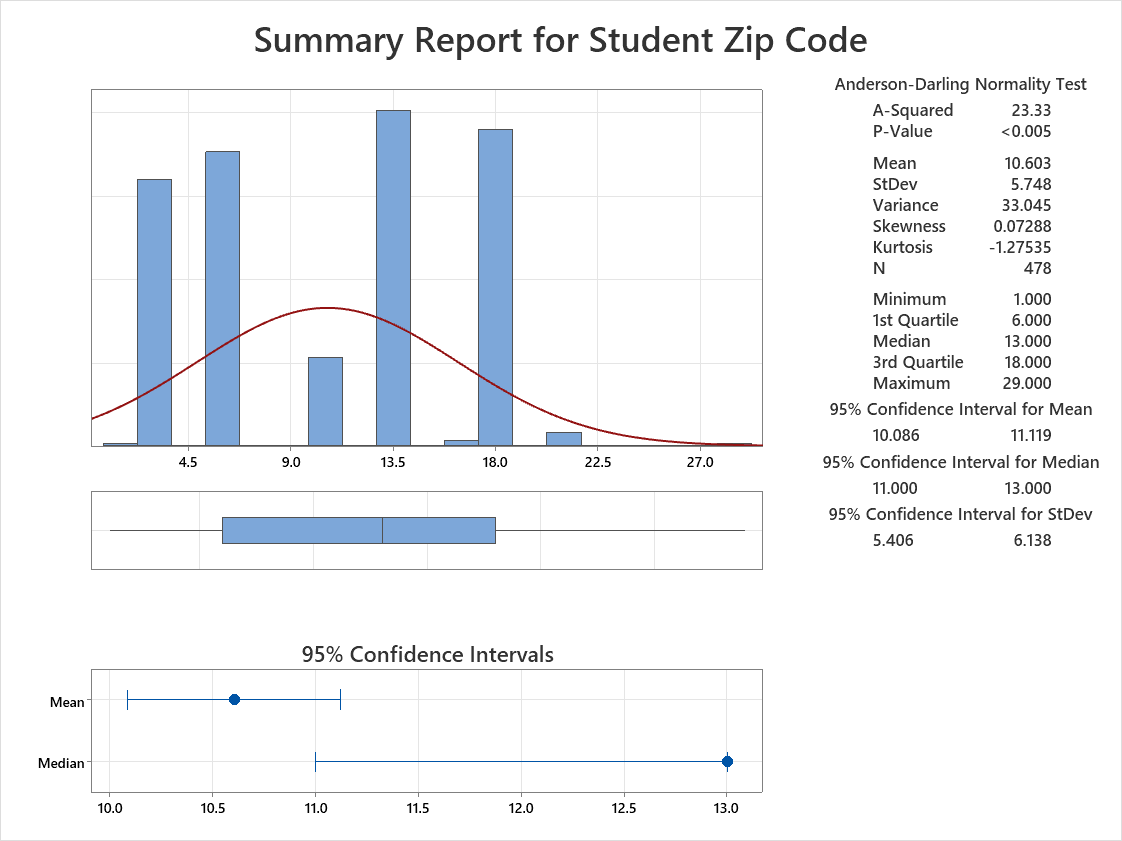 Summary Report for Student Zip Code
Anderson-Darling Normality Test
A-Squared 23.33
P-Value <0.005
Mean 10.603
StDev 5.748
Variance 33.045
Skewness 0.07288
Kurtosis -1.27535
N 478
Minimum 1.000
1st Quartile 6.000
Median 13.000
3rd Quartile 18.000
Maximum 29.000
95% Confidence Interval for Mean
10.086 11.119
95% Confidence Interval for Median
11.000 13.000
95% Confidence Interval for StDev
5.406 6.138
4.5 9.0 13.5 18.0 22.5 27.0
95% Confidence Intervals
Mean
Median
10.0 10.5 11.0 11.5 12.0 12.5 13.0